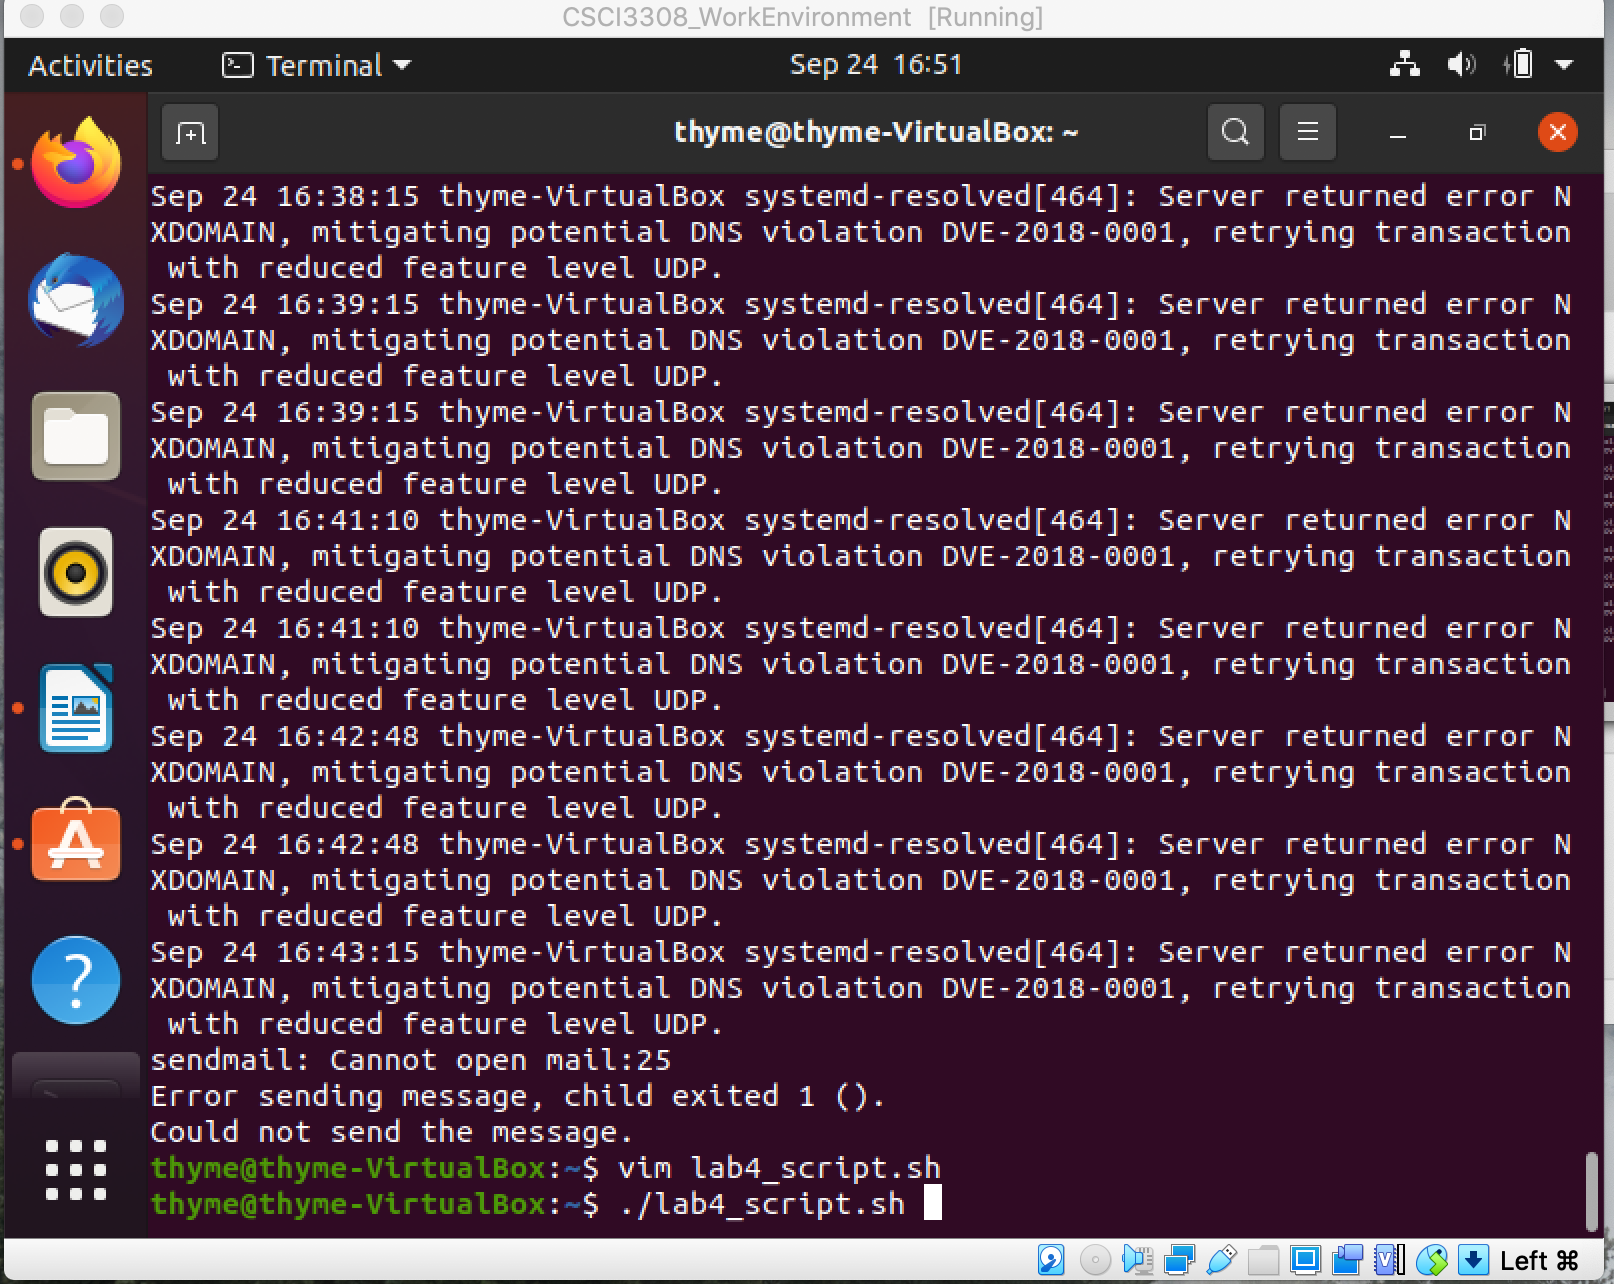 CSCI3308_WorkEnvironment [Running]
Activities Terminal Sep 24 16:51
thyme@thyme-VirtualBox: ~
Sep 24 16:38:15 thyme-VirtualBox systemd-resolved[464]: Server returned error N
XDOMAIN, mitigating potential DNS violation DVE-2018-0001, retrying transaction
with reduced feature level UDP.
Sep 24 16:39:15 thyme-VirtualBox systemd-resolved[464]: Server returned error N
XDOMAIN, mitigating potential DNS violation DVE-2018-0001, retrying transaction
with reduced feature level UDP.
Sep 24 16:39:15 thyme-VirtualBox systemd-resolved[464]: Server returned error N
XDOMAIN, mitigating potential DNS violation DVE-2018-0001, retrying transaction
with reduced feature level UDP.
Sep 24 16:41:10 thyme-VirtualBox systemd-resolved[464]: Server returned error N
XDOMAIN, mitigating potential DNS violation DVE-2018-0001, retrying transaction
with reduced feature level UDP.
Sep 24 16:41:10 thyme-VirtualBox systemd-resolved[464]: Server returned error N
XDOMAIN, mitigating potential DNS violation DVE-2018-0001, retrying transaction
with reduced feature level UDP.
Sep 24 16:42:48 thyme-VirtualBox systemd-resolved[464]: Server returned error N
XDOMAIN, mitigating potential DNS violation DVE-2018-0001, retrying transaction
with reduced feature level UDP.
Sep 24 16:42:48 thyme-VirtualBox systemd-resolved[464]: Server returned error N
XDOMAIN, mitigating potential DNS violation DVE-2018-0001, retrying transaction
with reduced feature level UDP.
Sep 24 16:43:15 thyme-VirtualBox systemd-resolved[464]: Server returned error N
XDOMAIN, mitigating potential DNS violation DVE-2018-0001, retrying transaction
with reduced feature level UDP.
sendmail: Cannot open mail:25
Error sending message, child exited 1 ().
Could not send the message.
thyme@thyme-VirtualBox:~$ vim lab4_script.sh
thyme@thyme-VirtualBox:~$ ./lab4_script.sh
Left ⌘